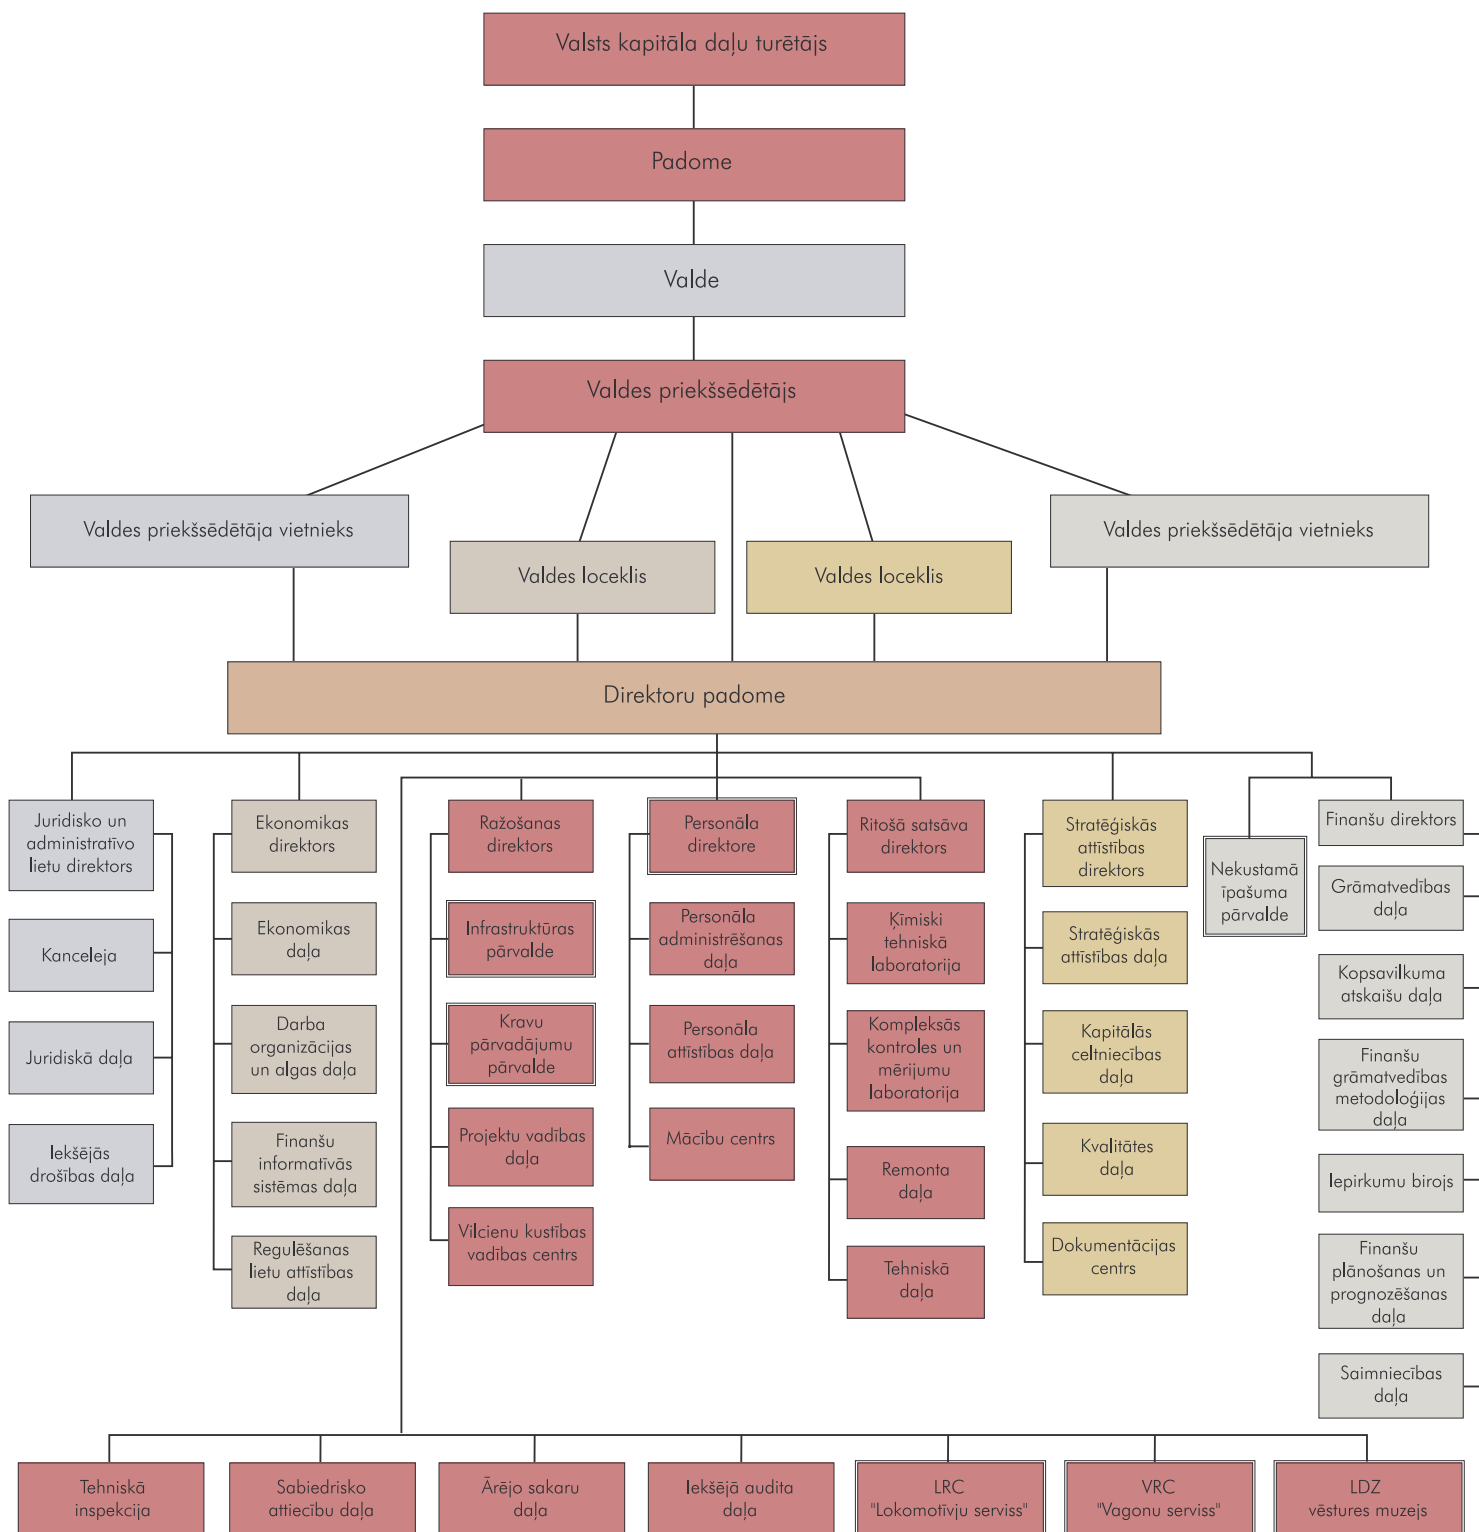 Valsts kapitāla daļu turētājs
Padome
Valde
Valdes priekšsēdētājs
Valdes priekšsēdētāja vietnieks
Valdes loceklis
Valdes loceklis
Valdes priekšsēdētāja vietnieks
Direktoru padome
Juridisko un
administratīvo
lietu direktors
Kanceleja
Juridiskā daļa
Iekšējās
drošības daļa
Ekonomikas
direktors
Ekonomikas
daļa
Darba
organizācijas
un algas daļa
Finanšu
informatīvās
sistēmas daļa
Regulēšanas
lietu attīstības
daļa
Ražošanas
direktors
Infrastruktūras
pārvalde
Kravu
pārvadājumu
pārvalde
Projektu vadības
daļa
Vilcienu kustības
vadības centrs
Personāla
direktore
Personāla
administrēšanas
daļa
Personāla
attīstības daļa
Mācību centrs
Ritošā satsāva
direktors
Ķīmiski
tehniskā
laboratorija
Kompleksās
kontroles un
mērijumu
laboratorija
Remonta
daļa
Tehniskā
daļa
Stratēģiskās
attīstības
direktors
Stratēģiskās
attīstības daļa
Kapitālās
celtniecības
daļa
Kvalitātes
daļa
Dokumentācijas
centrs
Nekustamā
īpašuma
pārvalde
Finanšu direktors
Grāmatvedības
daļa
Kopsavilkuma
atskaišu daļa
Finanšu
grāmatvedības
metodoloģijas
daļa
Iepirkumu birojs
Finanšu
plānošanas un
prognozēšanas
daļa
Saimniecības
daļa
Tehniskā
inspekcija
Sabiedrisko
attiecību daļa
Ārējo sakaru
daļa
Iekšējā audita
daļa
LRC
"Lokomotīvju serviss"
VRC
"Vagonu serviss"
LDZ
vēstures muzejs